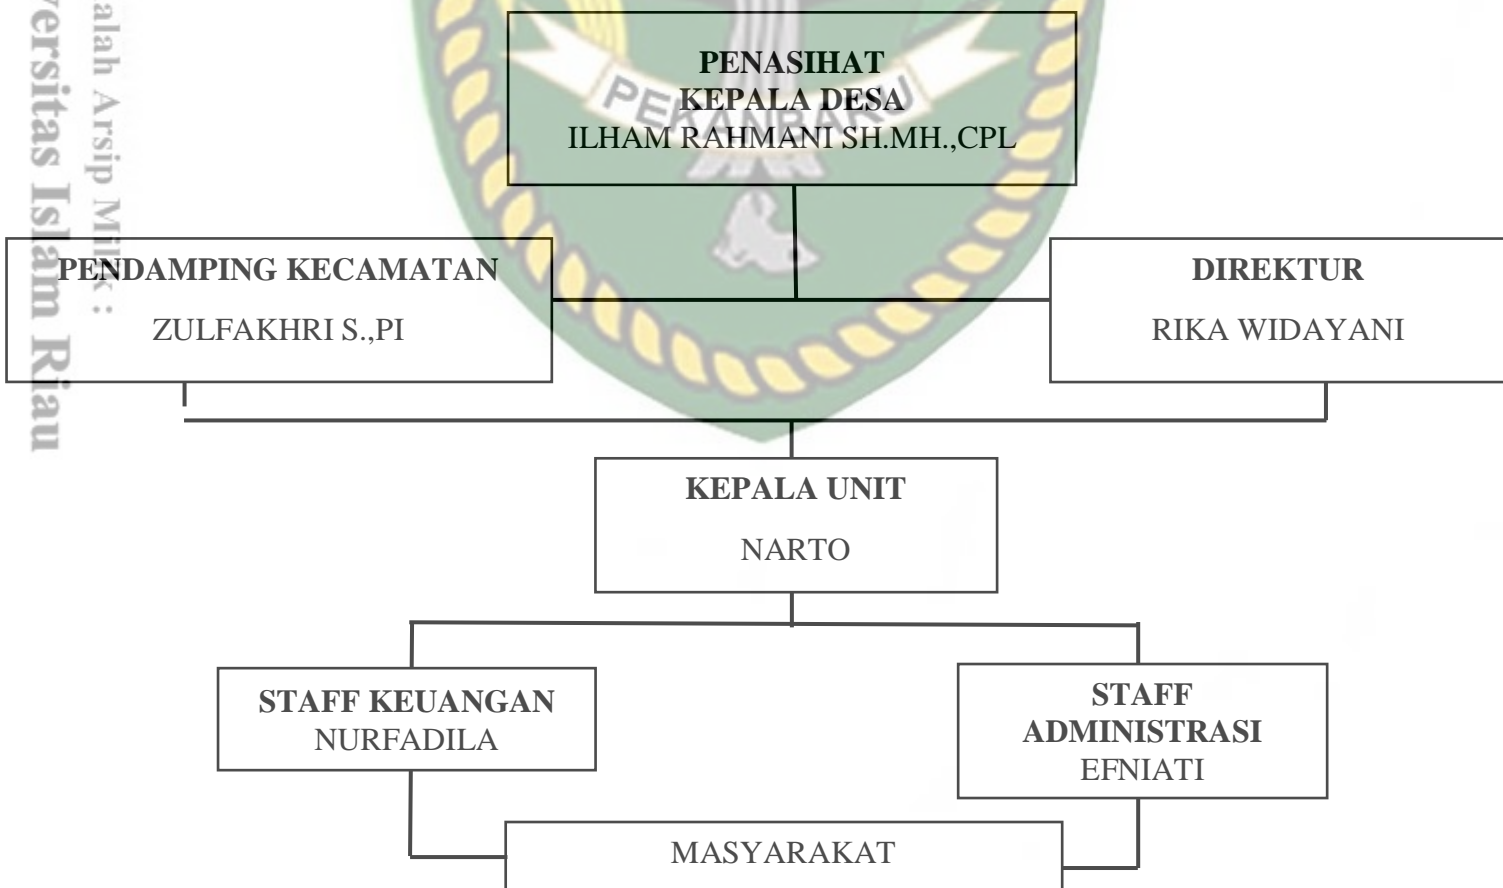 PENASIHAT
KEPALA DESA
ILHAM RAHMANI SH.MH.,CPL
PEKANBARU
PENDAMPING KECAMATAN
ZULFAKHRI S.,PI
DIREKTUR
RIKA WIDAYANI
KEPALA UNIT
NARTO
STAFF KEUANGAN
NURFADILA
STAFF
ADMINISTRASI
EFNIATI
MASYARAKAT
alah Arsip Milik :
versitas Islam Riau